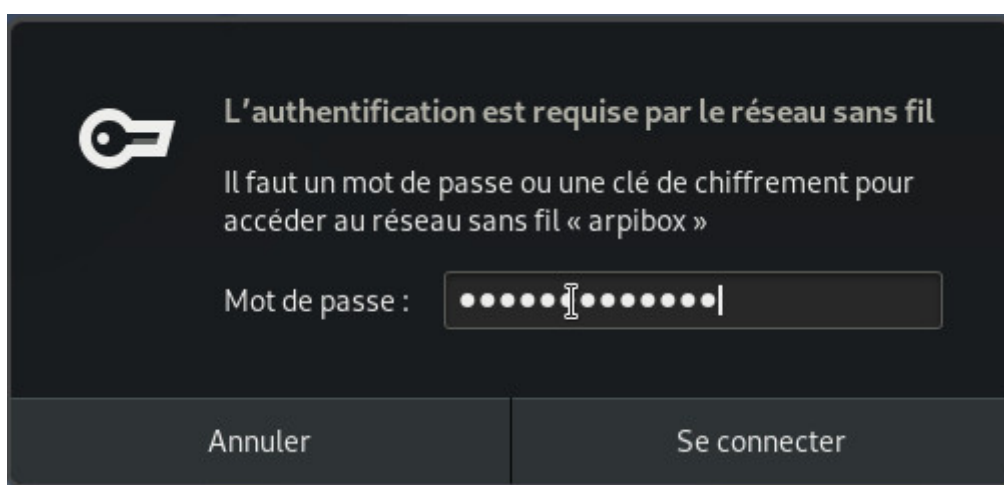 L’authentification est requise par le réseau sans fil
Il faut un mot de passe ou une clé de chiffrement pour
accéder au réseau sans fil « arpibox »
Mot de passe : •••••••••••••
Annuler
Se connecter